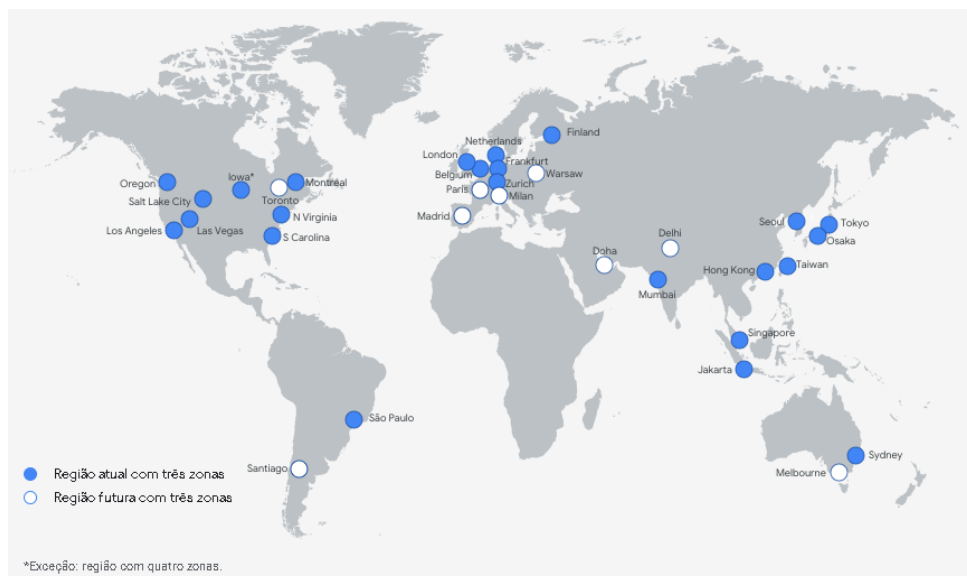 Finland
Netherlands
London
Frankfurt
Belgium
Warsaw
Iowa*
Oregon
Montréal
Zurich
Paris
Milan
Salt Lake City
Toronto
Madrid
N Virginia
Seoul
Tokyo
Los Angeles
Las Vegas
S Carolina
Delhi
Osaka
Doha
Taiwan
Hong Kong
Mumbai
Singapore
Jakarta
São Paulo
Sydney
Santiago
Melbourne
Região atual com três zonas
Região futura com três zonas
*Exceção: região com quatro zonas.